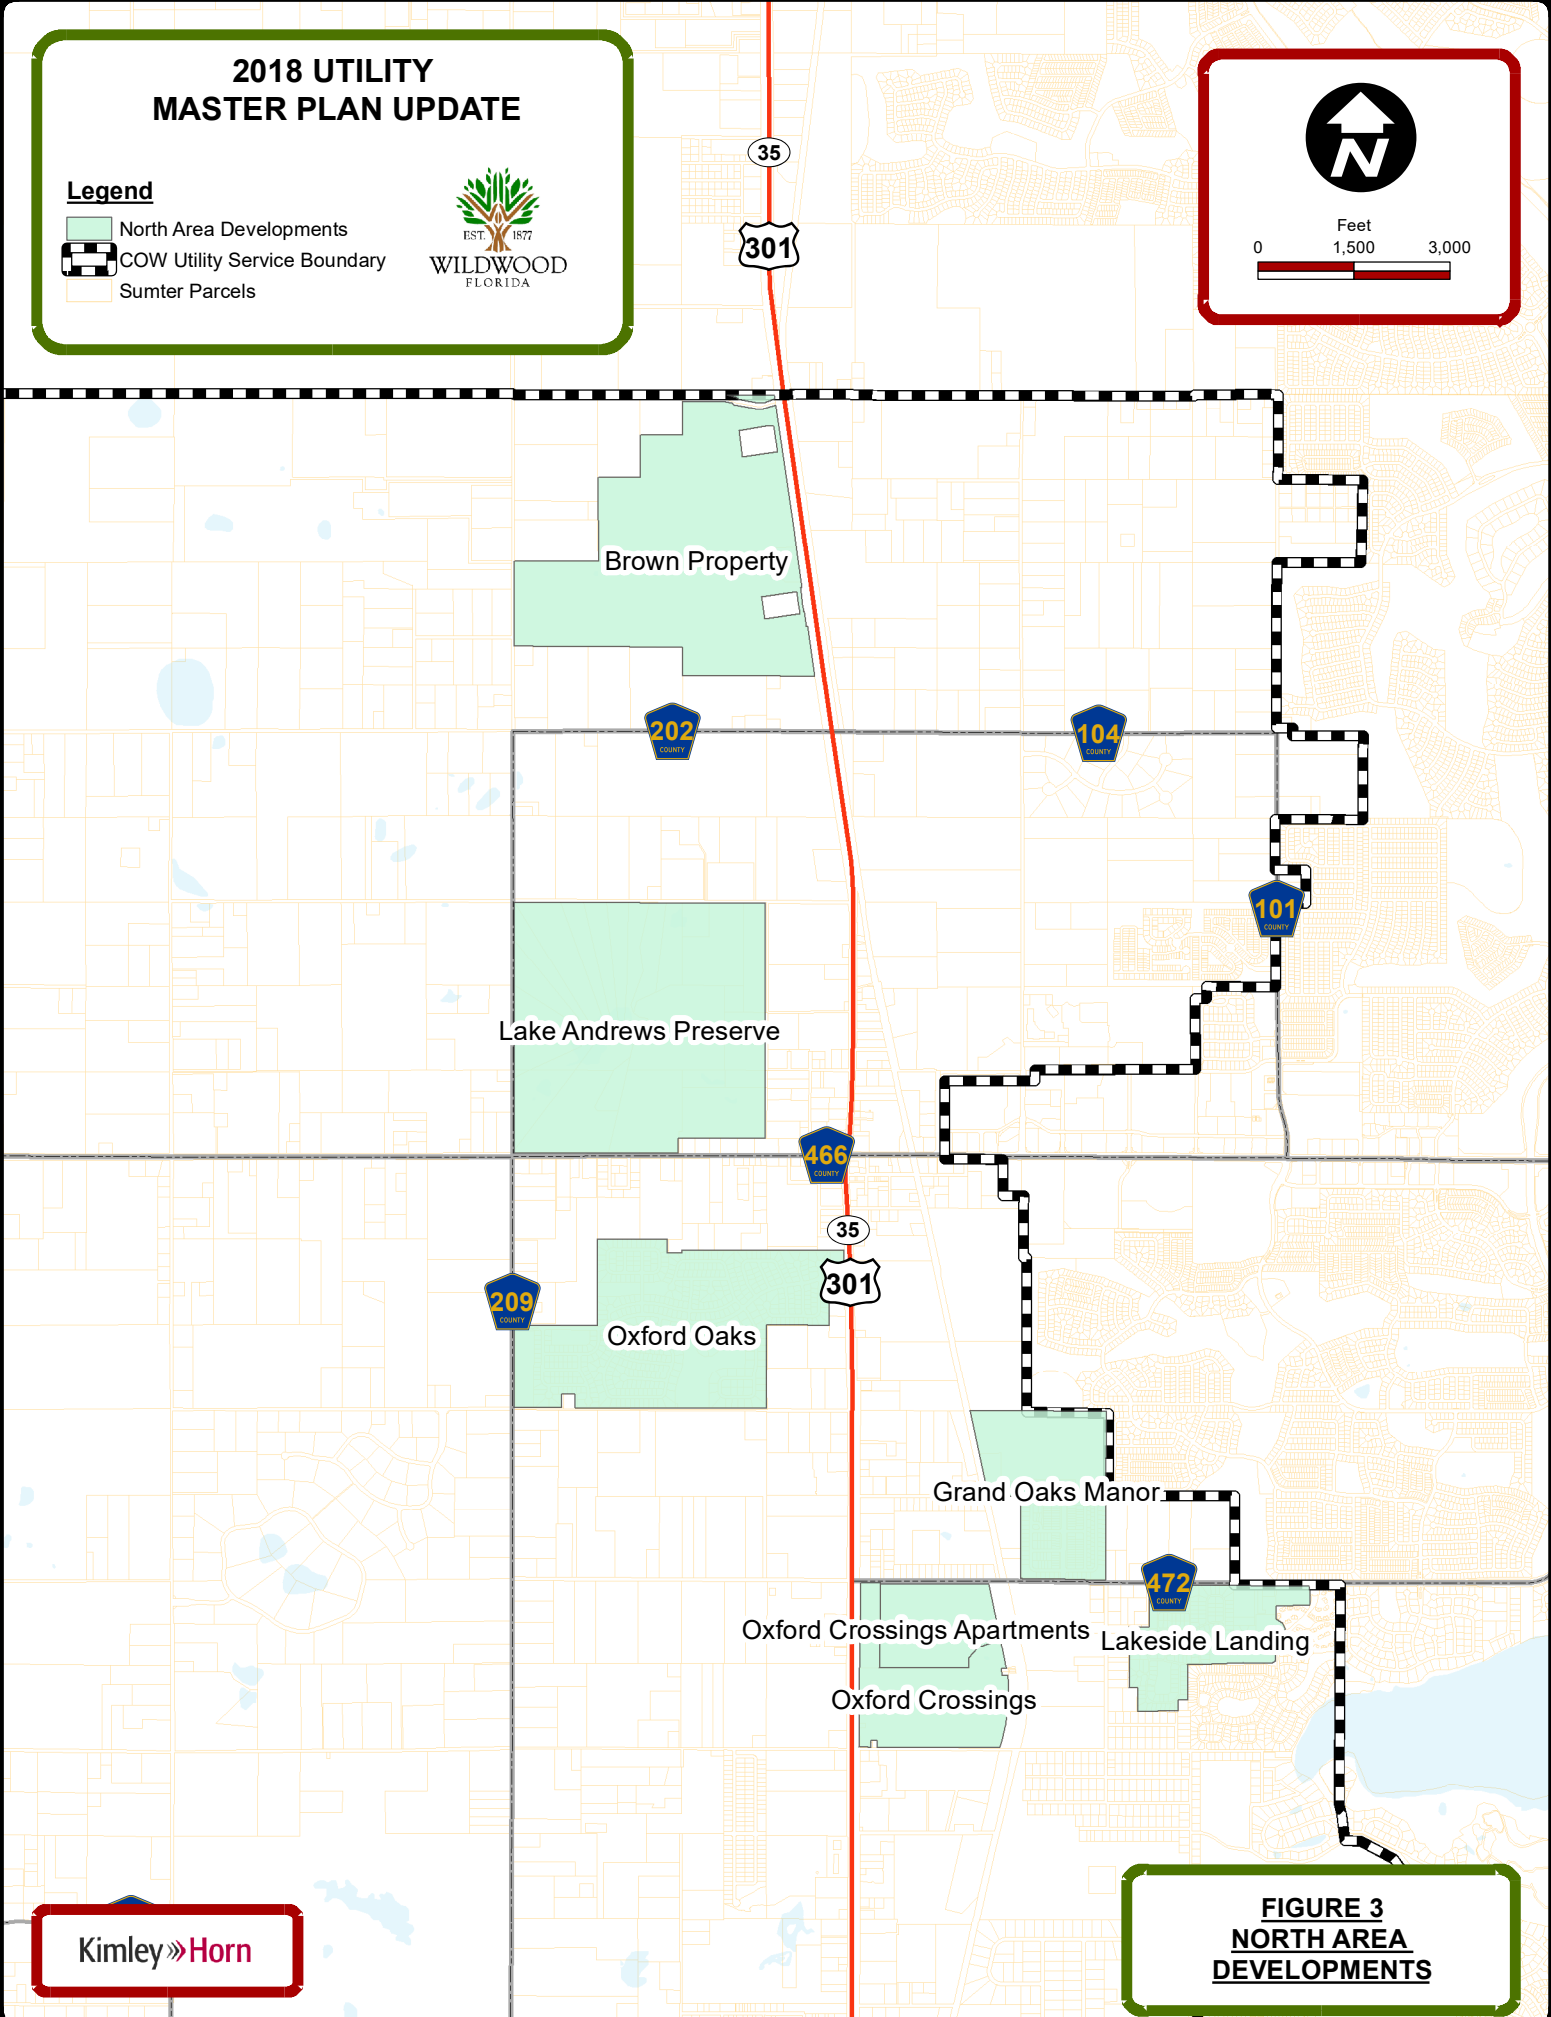 2018 UTILITY
MASTER PLAN UPDATE
Legend
North Area Developments
COW Utility Service Boundary
Sumter Parcels
EST. 1877
WILDWOOD
FLORIDA
N
Feet
0 1,500 3,000
35
301
Brown Property
202
COUNTY
104
COUNTY
101
COUNTY
Lake Andrews Preserve
466
COUNTY
35
301
209
COUNTY
Oxford Oaks
Grand Oaks Manor
472
COUNTY
Oxford Crossings Apartments
Lakeside Landing
Oxford Crossings
Kimley»Horn
FIGURE 3
NORTH AREA
DEVELOPMENTS